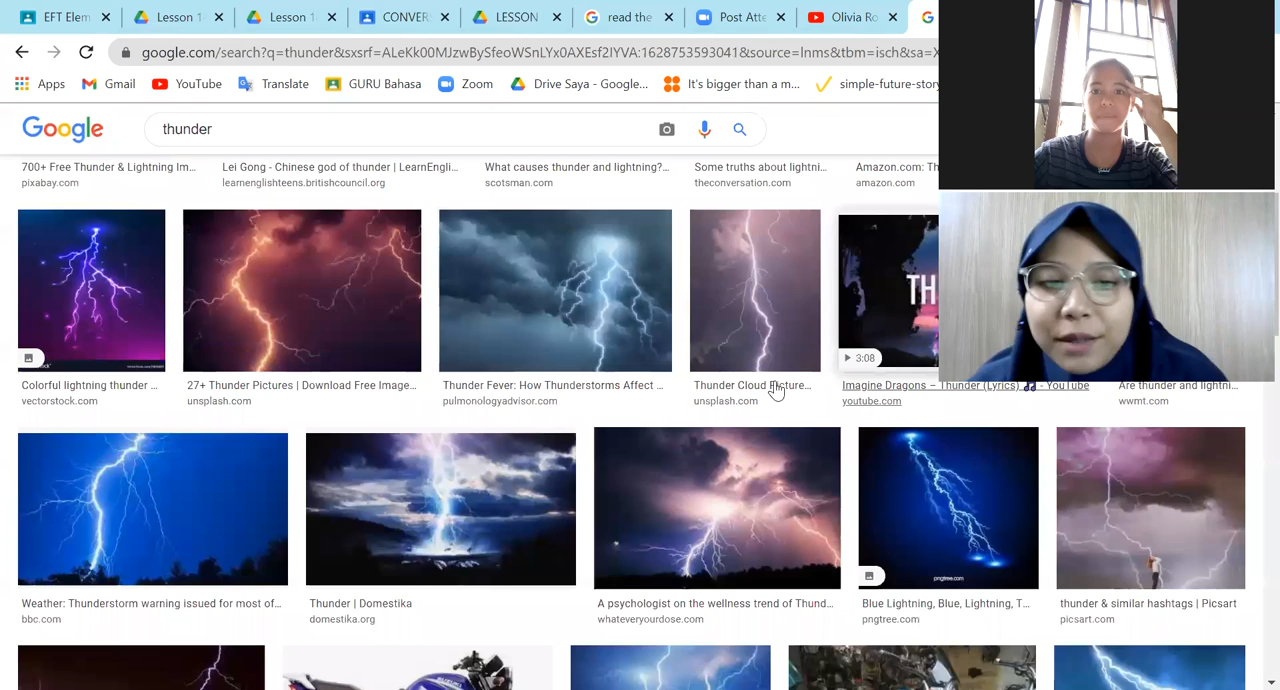 EFT Elem
Lesson 1
Lesson 1
CONVER
LESSON
read the
Post Atte
Olivia Ro
google.com/search?q=thunder&sxsrf=ALeKk00MJzwBySfeoWSnLYx0AXEsf2IYVA:1628753593041&source=lnms&tbm=isch&sa=X
Apps
Gmail
YouTube
Translate
GURU Bahasa
Zoom
Drive Saya - Google...
It's bigger than a m...
simple-future-story
Google
thunder
700+ Free Thunder & Lightning Im...
pixabay.com
Lei Gong - Chinese god of thunder | LearnEngli...
learnenglishteens.britishcouncil.org
What causes thunder and lightning?...
scotsman.com
Some truths about lightni...
theconversation.com
Amazon.com: Th
amazon.com
TH
3:08
Colorful lightning thunder ...
vectorstock.com
27+ Thunder Pictures | Download Free Image...
unsplash.com
Thunder Fever: How Thunderstorms Affect ...
pulmonologyadvisor.com
Thunder Cloud Picture...
unsplash.com
Imagine Dragons – Thunder (Lyrics) 🎵 - YouTube
youtube.com
Are thunder and lightni...
wwmt.com
pngtree.com
Weather: Thunderstorm warning issued for most of...
bbc.com
Thunder | Domestika
domestika.org
A psychologist on the wellness trend of Thund...
whateveryourdose.com
Blue Lightning, Blue, Lightning, T...
pngtree.com
thunder & similar hashtags | Picsart
picsart.com